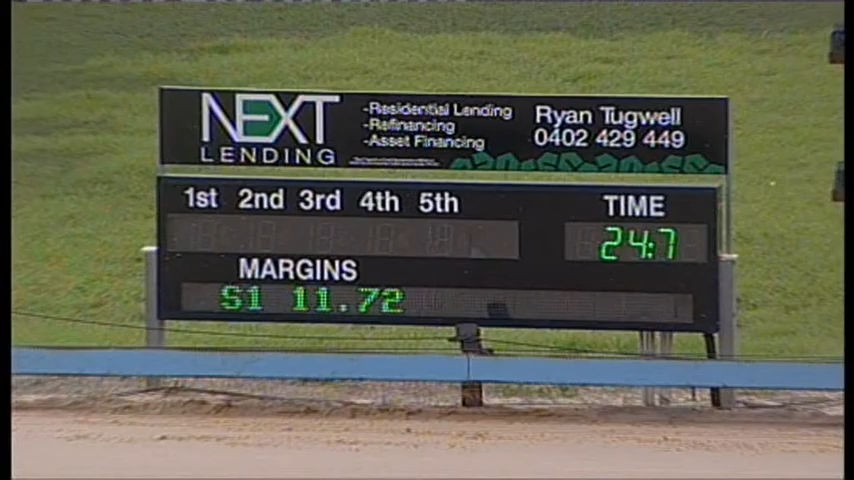 NEXT
LENDING
-Residential Lending
-Refinancing
-Asset Financing
Ryan Tugwell
0402 429 449
1st 2nd 3rd 4th 5th
TIME
24:7
MARGINS
S1 11.72